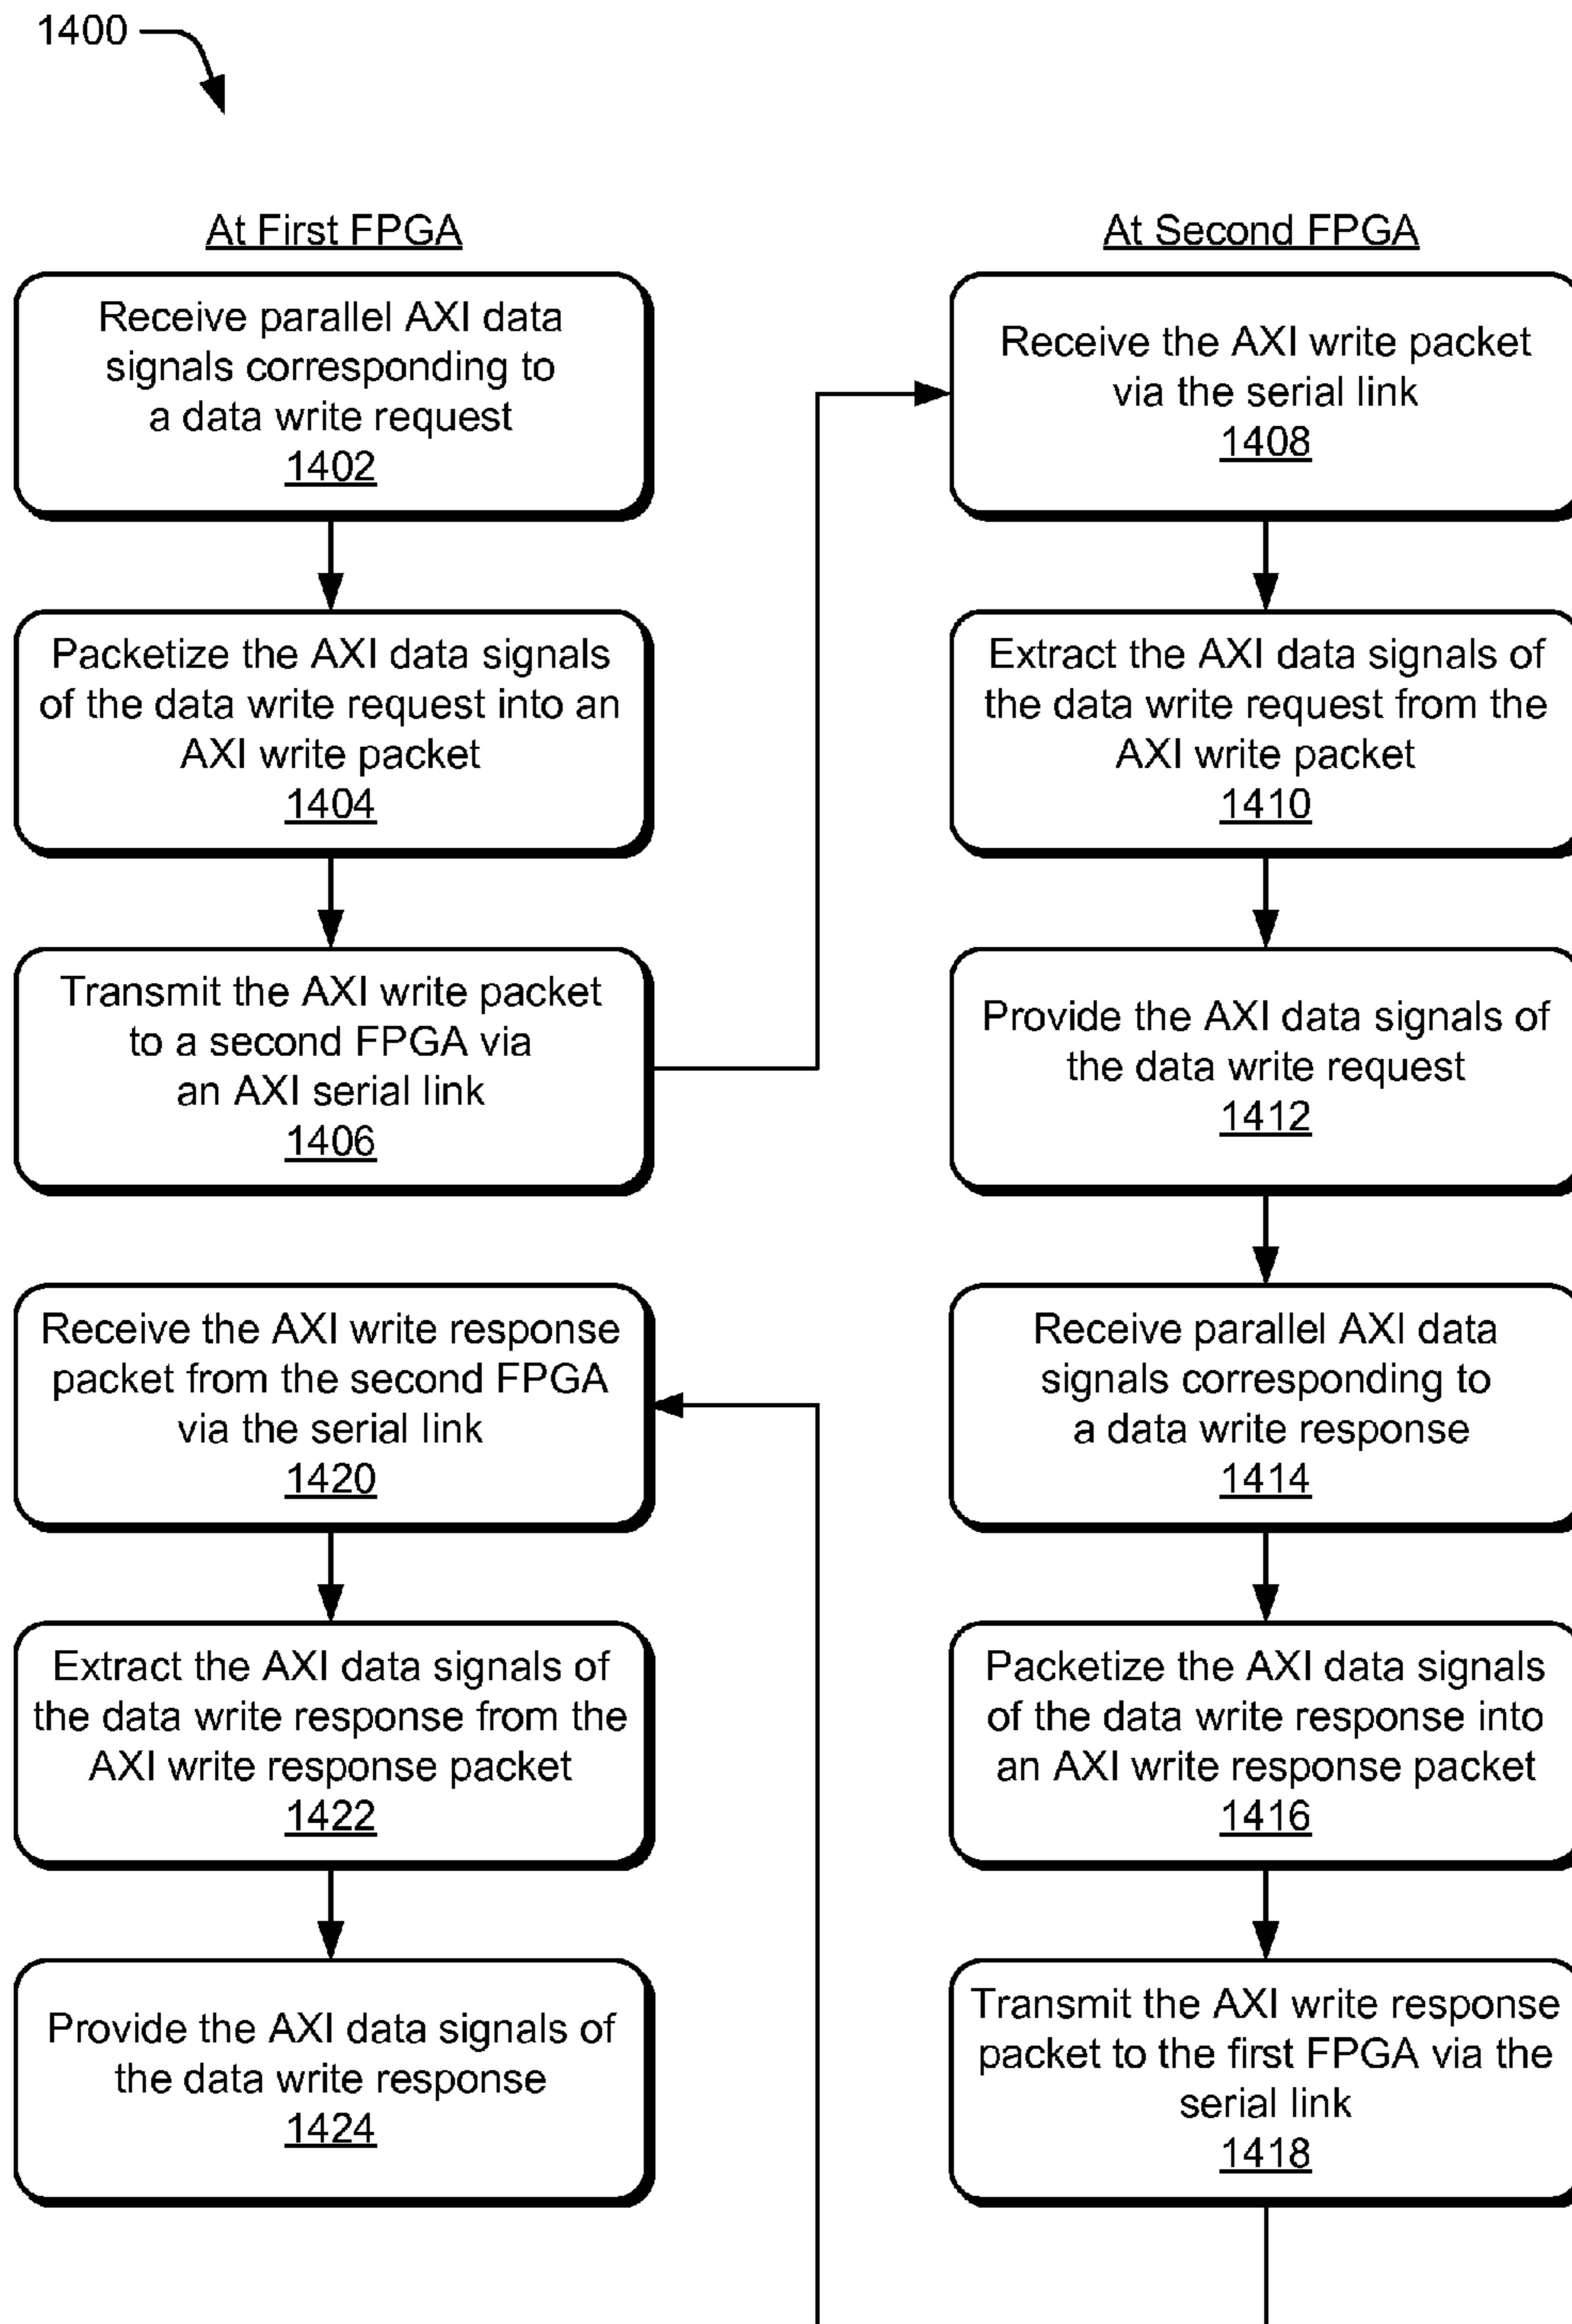 1400
At First FPGA
Receive parallel AXI data
signals corresponding to
a data write request
1402
Packetize the AXI data signals
of the data write request into an
AXI write packet
1404
Transmit the AXI write packet
to a second FPGA via
an AXI serial link
1406
At Second FPGA
Receive the AXI write packet
via the serial link
1408
Extract the AXI data signals of
the data write request from the
AXI write packet
1410
Provide the AXI data signals of
the data write request
1412
Receive parallel AXI data
signals corresponding to
a data write response
1414
Packetize the AXI data signals
of the data write response into
an AXI write response packet
1416
Transmit the AXI write response
packet to the first FPGA via the
serial link
1418
Receive the AXI write response
packet from the second FPGA
via the serial link
1420
Extract the AXI data signals of
the data write response from the
AXI write response packet
1422
Provide the AXI data signals of
the data write response
1424